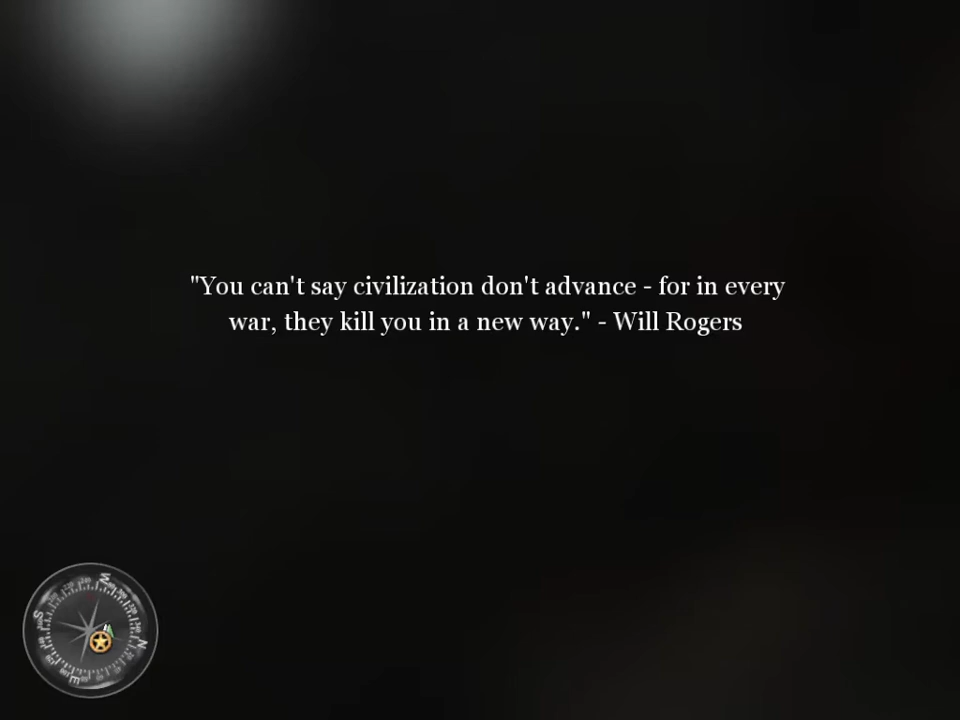 "You can't say civilization don't advance - for in every
war, they kill you in a new way." - Will Rogers
W
S
N
E